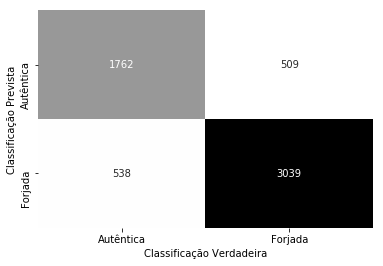 Classificação Prevista
Autêntica
1762 509
Forjada
538 3039
Autêntica Forjada
Classificação Verdadeira